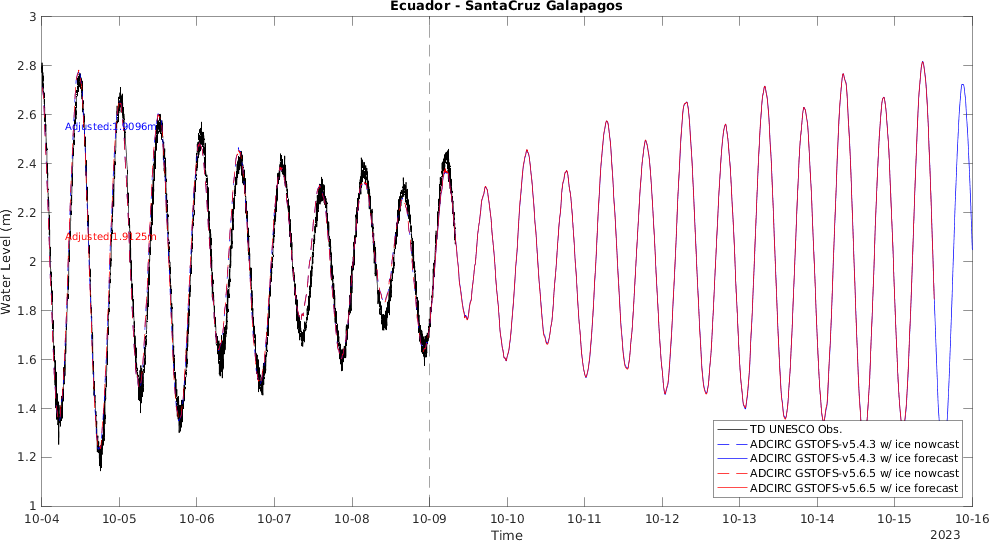 Ecuador - SantaCruz Galapagos
3
2.8
2.6
2.4
2.2
2
1.8
1.6
1.4
1.2
1
Water Level (m)
Adjusted:1.9096m
Adjusted:1.9125m
TD UNESCO Obs.
ADCIRC GSTOFS-v5.4.3 w/ ice nowcast
ADCIRC GSTOFS-v5.4.3 w/ ice forecast
ADCIRC GSTOFS-v5.6.5 w/ ice nowcast
ADCIRC GSTOFS-v5.6.5 w/ ice forecast
10-04 10-05 10-06 10-07 10-08 10-09 10-10 10-11 10-12 10-13 10-14 10-15 10-16
Time
2023